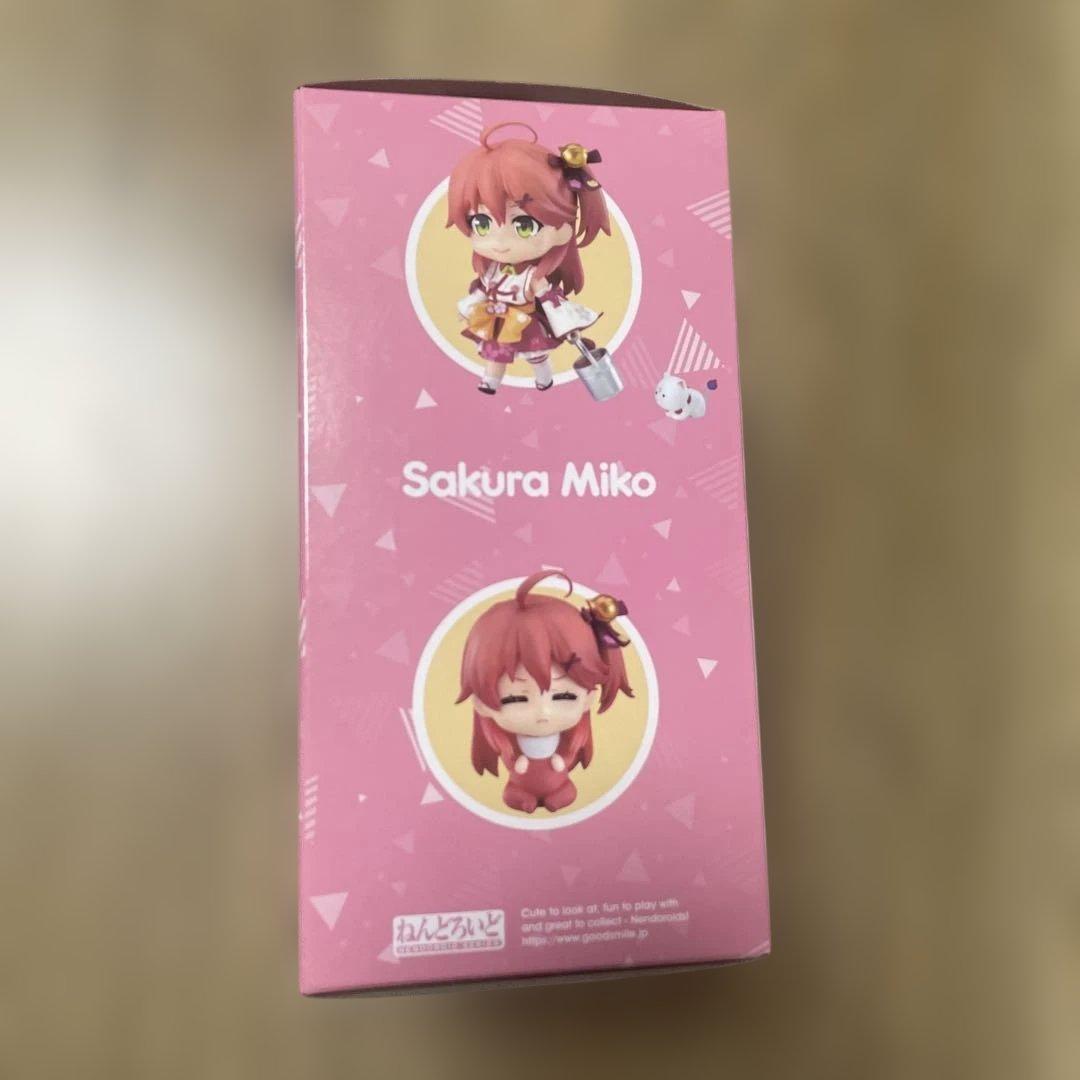 Sakura Miko
ねんどろいど
NENDOROID SERIES
Cute to look at, fun to play with
and great to collect - Nendoroids!
https://www.goodsmile.jp